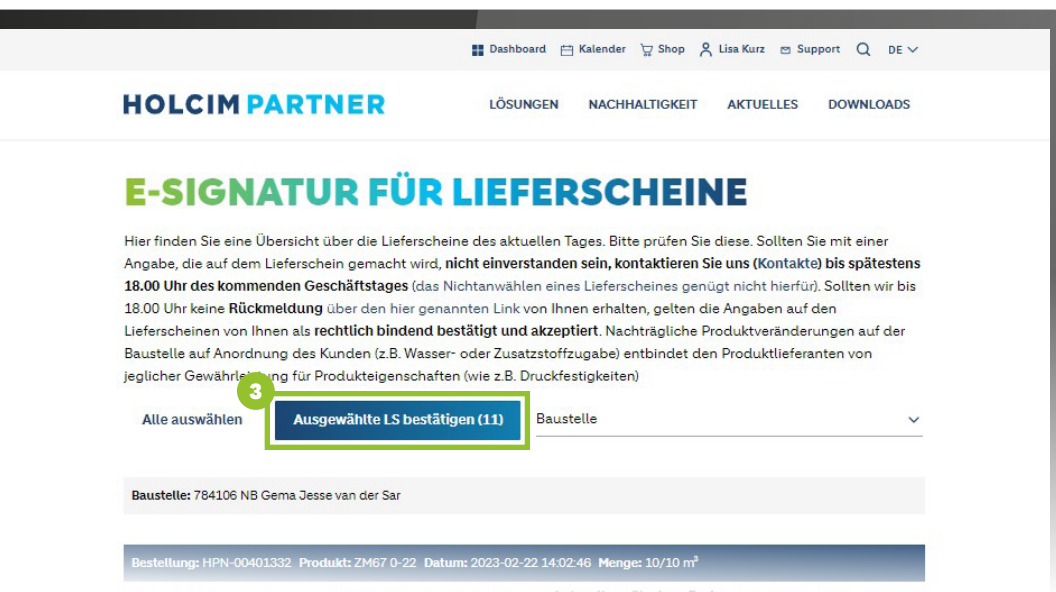 Dashboard Kalender Shop Lisa Kurz Support DE
HOLCIM PARTNER LÖSUNGEN NACHHALTIGKEIT AKTUELLES DOWNLOADS
E-SIGNATUR FÜR LIEFERSCHEINE
Hier finden Sie eine Übersicht über die Lieferscheine des aktuellen Tages. Bitte prüfen Sie diese. Sollten Sie mit einer
Angabe, die auf dem Lieferschein gemacht wird, nicht einverstanden sein, kontaktieren Sie uns (Kontakte) bis spätestens
18.00 Uhr des kommenden Geschäftstages (das Nichtanwählen eines Lieferscheines genügt nicht hierfür). Sollten wir bis
18.00 Uhr keine Rückmeldung über den hier genannten Link von Ihnen erhalten, gelten die Angaben auf den
Lieferscheinen von Ihnen als rechtlich bindend bestätigt und akzeptiert. Nachträgliche Produktveränderungen auf der
Baustelle auf Anordnung des Kunden (z.B. Wasser- oder Zusatzstoffzugabe) entbindet den Produktlieferanten von
jeglicher für Produkteigenschaften (wie z.B. Druckfestigkeiten)
3
Alle auswählen Ausgewählte LS bestätigen (11) Baustelle
Baustelle: 784106 NB Gema Jesse van der Sar
Bestellung: HPN-00401332 Produkt: ZM67 0-22 Datum: 2023-02-22 14:02:46 Menge: 10/10 m³